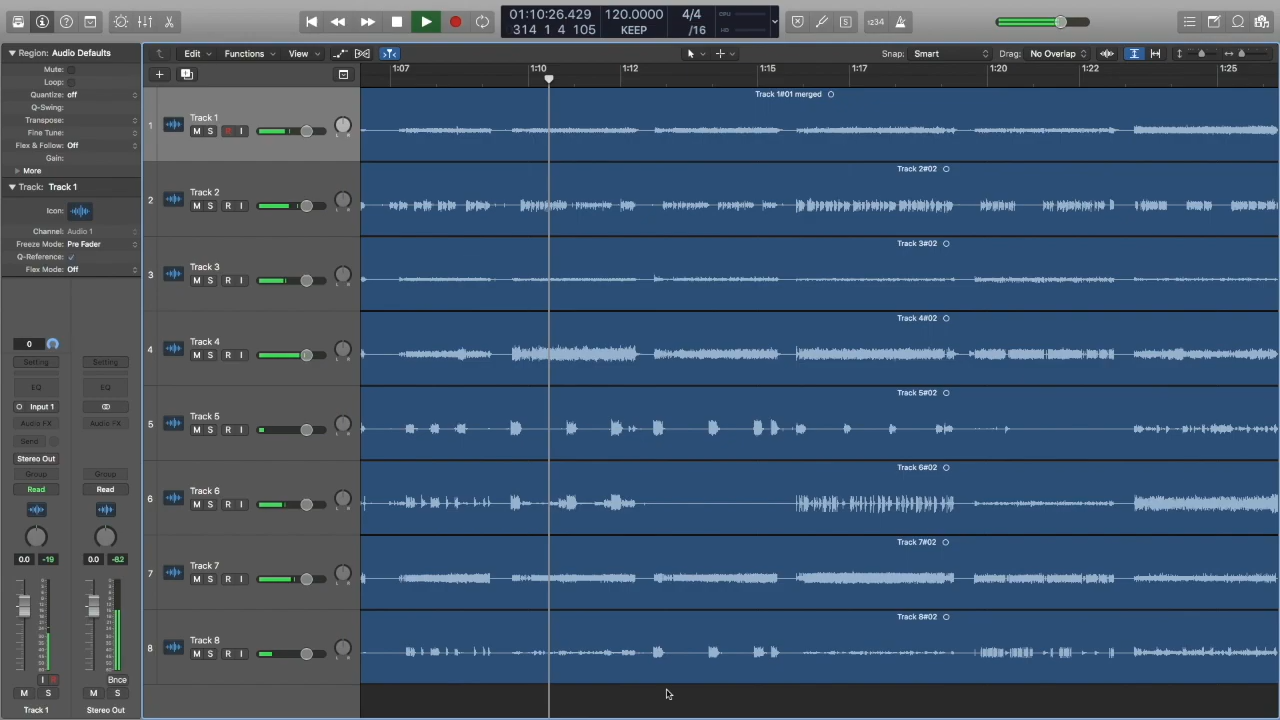 01:10:26.429
314 1 4 105
120.0000
KEEP
4/4
/16
CPU
HD
1234
Region: Audio Defaults
Mute:
Loop:
Quantize: off
Q-Swing:
Transpose:
Fine Tune:
Flex & Follow: Off
Gain:
More
Track: Track 1
Icon:
Channel: Audio 1
Freeze Mode: Pre Fader
Q-Reference:
Flex Mode: Off
0
Setting
Setting
EQ
EQ
Input 1
Audio FX
Audio FX
Send
Stereo Out
Group
Group
Read
Read
0.0
-19
0.0
-8.2
I R
Bnce
M S
M S
Track 1
Stereo Out
Edit
Functions
View
Snap: Smart
Drag: No Overlap
1:07
1:10
1:12
1:15
1:17
1:20
1:22
1:25
1
Track 1
M S R I
L R
Track 1#01 merged
2
Track 2
M S R I
L R
Track 2#02
3
Track 3
M S R I
L R
Track 3#02
4
Track 4
M S R I
L R
Track 4#02
5
Track 5
M S R I
L R
Track 5#02
6
Track 6
M S R I
L R
Track 6#02
7
Track 7
M S R I
L R
Track 7#02
8
Track 8
M S R I
L R
Track 8#02